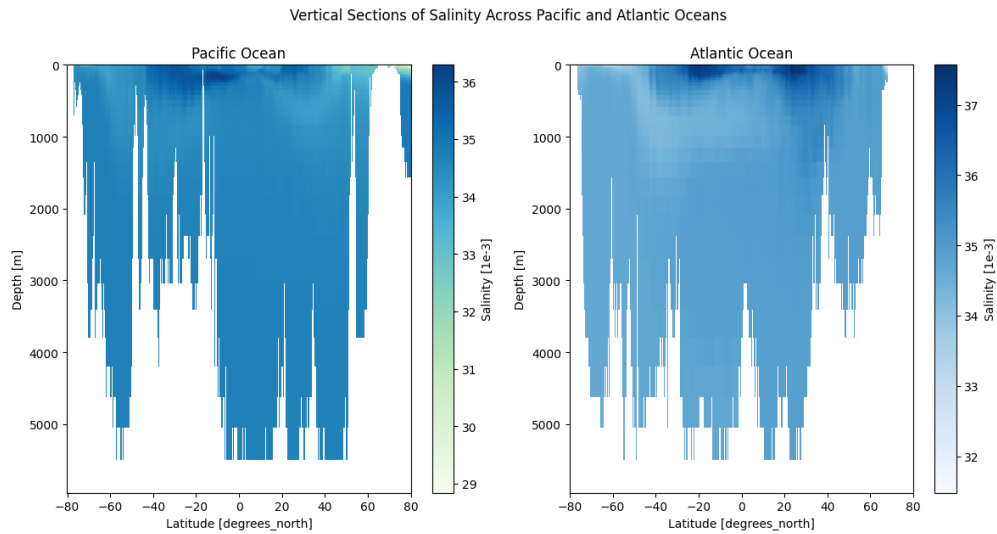 Vertical Sections of Salinity Across Pacific and Atlantic Oceans
Pacific Ocean
0
1000
2000
3000
4000
5000
Depth [m]
−80 −60 −40 −20 0 20 40 60 80
Latitude [degrees_north]
36
35
34
33
32
31
30
29
Salinity [1e-3]
Atlantic Ocean
0
1000
2000
3000
4000
5000
Depth [m]
−80 −60 −40 −20 0 20 40 60 80
Latitude [degrees_north]
37
36
35
34
33
32
Salinity [1e-3]